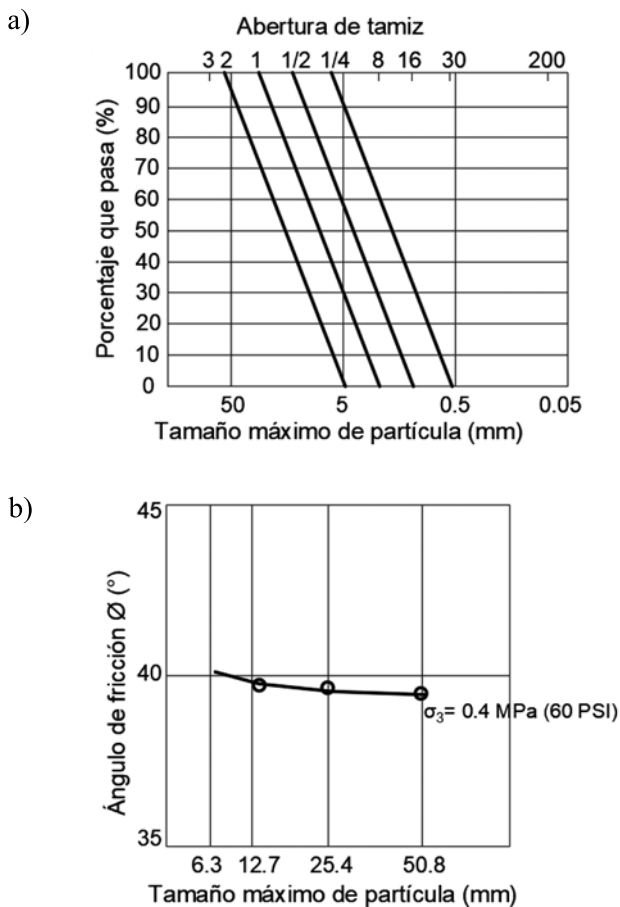 a)
Abertura de tamiz
3 2 1 1/2 1/4 8 16 30 200
Porcentaje que pasa (%)
100
90
80
70
60
50
40
30
20
10
0
50 5 0.5 0.05
Tamaño máximo de partícula (mm)
b)
Ángulo de fricción Ø (°)
45
40
35
σ₃= 0.4 MPa (60 PSI)
6.3 12.7 25.4 50.8
Tamaño máximo de partícula (mm)